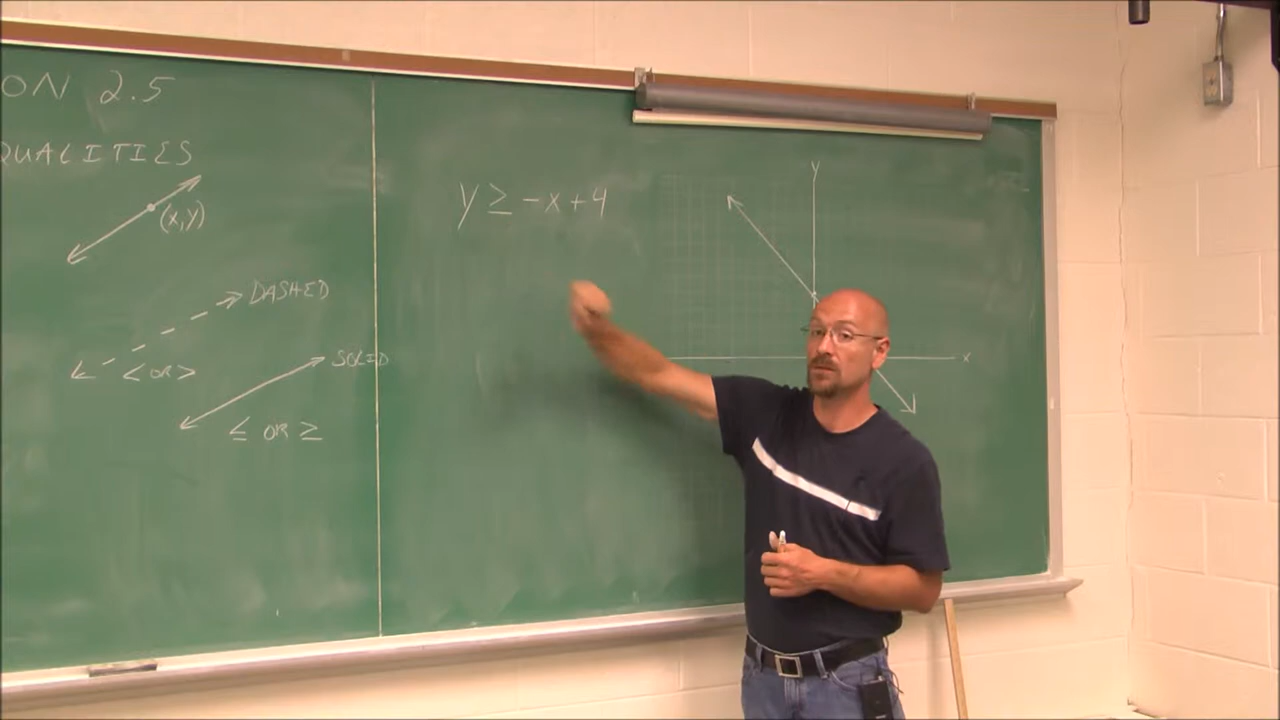 ON 2.5
QUALITIES
(x,y)
DASHED
< OR >
SOLID
≤ OR ≥
y ≥ -x+4
y
x